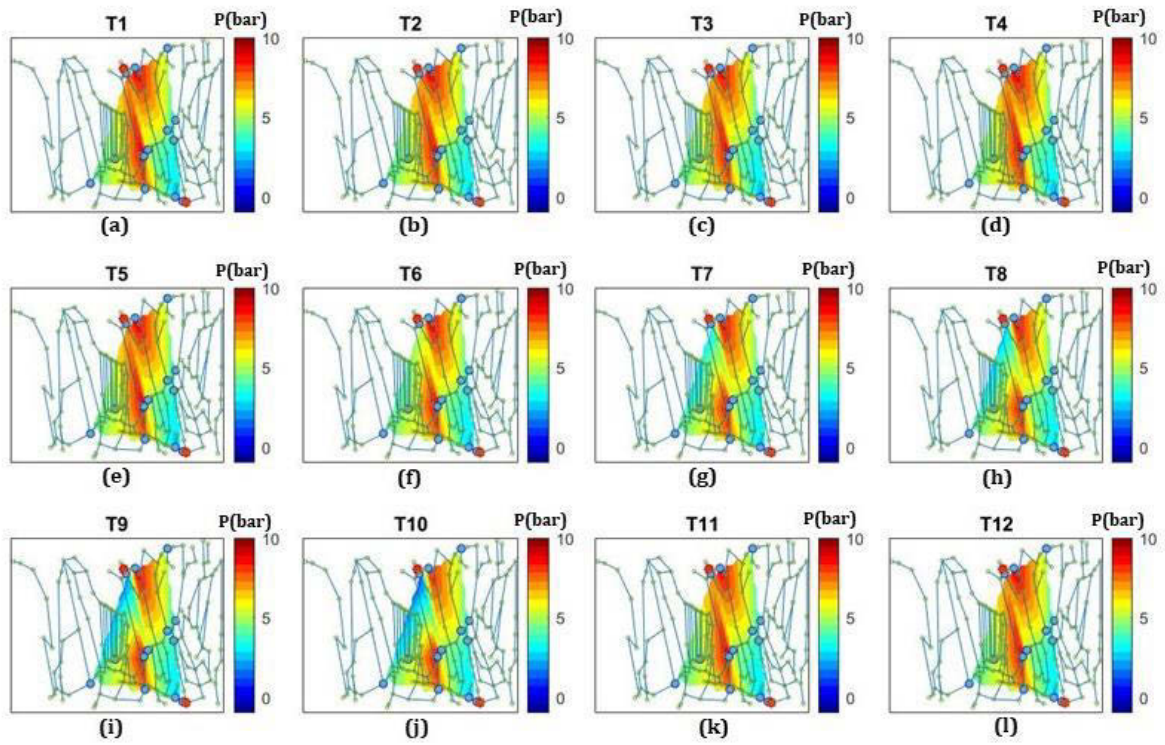 T1 P(bar) T2 P(bar) T3 P(bar) T4 P(bar)
10 10 10 10
5 5 5 5
0 0 0 0
(a) (b) (c) (d)
T5 P(bar) T6 P(bar) T7 P(bar) T8 P(bar)
10 10 10 10
5 5 5 5
0 0 0 0
(e) (f) (g) (h)
T9 P(bar) T10 P(bar) T11 P(bar) T12 P(bar)
10 10 10 10
5 5 5 5
0 0 0 0
(i) (j) (k) (l)